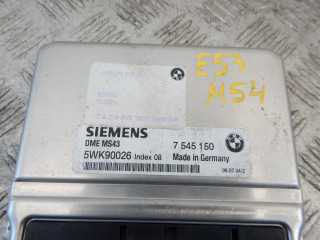 E53
M54
SIEMENS
DME MS43
7 545 150
5WK90026 Index 08 Made in Germany